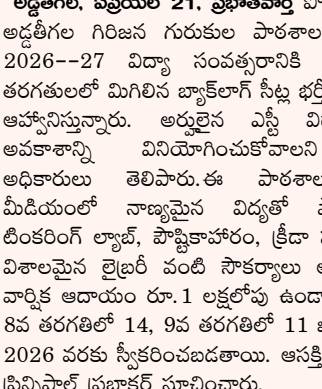 అడ్డతీగల, ఏప్రియల్ 21, ప్రభాతవార్త
అడ్డతీగల గిరిజన గురుకుల పాఠశాల
2026--27 విద్యా సంవత్సరానికి
తరగతులలో మిగిలిన బ్యాక్‌లాగ్ సీట్ల భర్తీ
ఆహ్వానిస్తున్నారు. అర్హులైన ఎస్టీ వి
అవకాశాన్ని వినియోగించుకోవాలని
అధికారులు తెలిపారు.ఈ పాఠశాల
మీడియంలో నాణ్యమైన విద్యతో
టింకరింగ్ ల్యాబ్, పౌష్టికాహారం, క్రీడా
విశాలమైన లైబ్రరీ వంటి సౌకర్యాలు
వార్షిక ఆదాయం రూ.1 లక్షలోపు ఉండా
8వ తరగతిలో 14, 9వ తరగతిలో 11
2026 వరకు స్వీకరించబడతాయి. ఆసక్తి
ప్రిన్సిపాల్ ప్రభాకర్ సూచించారు.